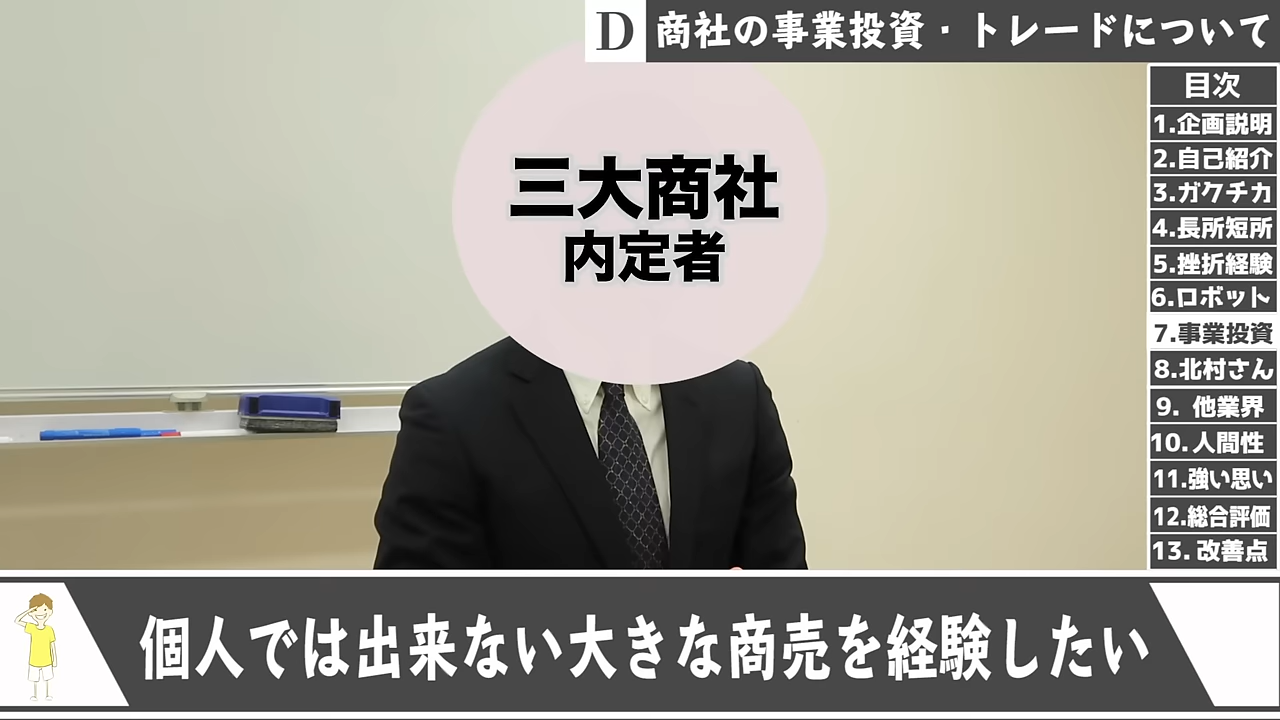 D 商社の事業投資・トレードについて
目次
1.企画説明
2.自己紹介
3.ガクチカ
4.長所短所
5.挫折経験
6.ロボット
7.事業投資
8.北村さん
9. 他業界
10.人間性
11.強い思い
12.総合評価
13.改善点
三大商社
内定者
個人では出来ない大きな商売を経験したい